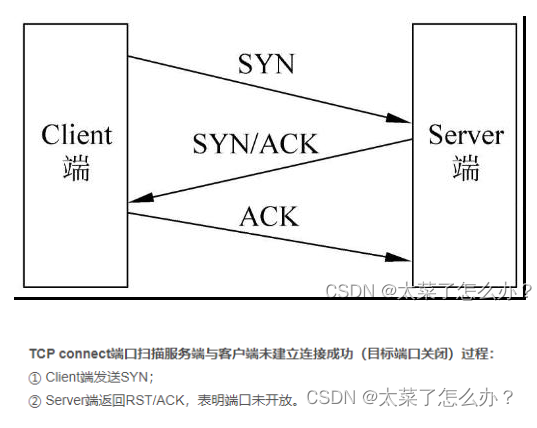 SYN
Client
端
Server
端
SYN/ACK
ACK
CSDN @太菜了怎么办？
TCP connect端口扫描服务端与客户端未建立连接成功（目标端口关闭）过程：
① Client端发送SYN；
② Server端返回RST/ACK，表明端口未开放。
CSDN @太菜了怎么办？